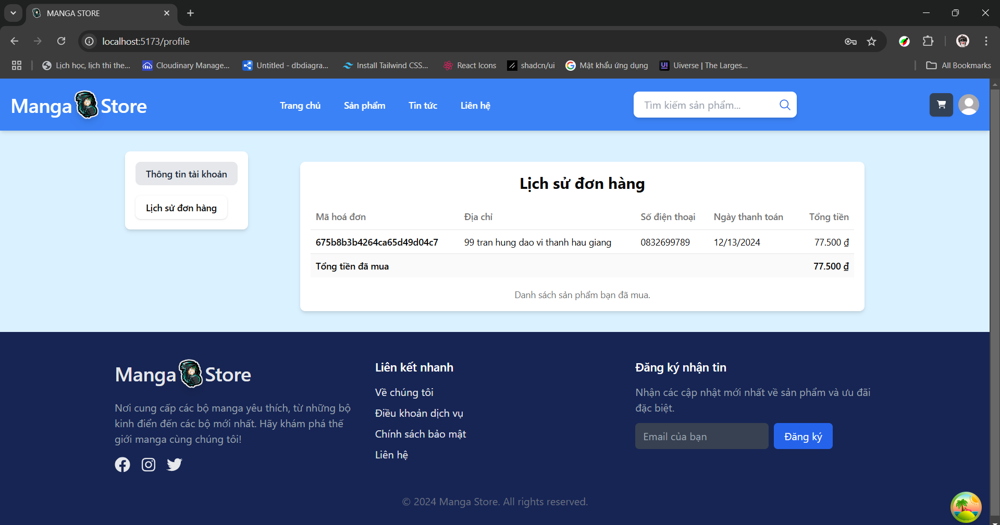 MANGA STORE
localhost:5173/profile
Lịch học, lịch thi the...
Cloudinary Manage...
Untitled - dbdiagra...
Install Tailwind CSS...
React Icons
shadcn/ui
Mật khẩu ứng dụng
UI
Uiverse | The Larges...
All Bookmarks
Manga Store
Trang chủ
Sản phẩm
Tin tức
Liên hệ
Tìm kiếm sản phẩm...
Thông tin tài khoản
Lịch sử đơn hàng
Lịch sử đơn hàng
Mã hoá đơn Địa chỉ Số điện thoại Ngày thanh toán Tổng tiền
675b8b3b4264ca65d49d04c7 99 tran hung dao vi thanh hau giang 0832699789 12/13/2024 77.500 ₫
Tổng tiền đã mua 77.500 ₫
Danh sách sản phẩm bạn đã mua.
Manga Store
Nơi cung cấp các bộ manga yêu thích, từ những bộ
kinh điển đến các bộ mới nhất. Hãy khám phá thế
giới manga cùng chúng tôi!
Liên kết nhanh
Về chúng tôi
Điều khoản dịch vụ
Chính sách bảo mật
Liên hệ
Đăng ký nhận tin
Nhận các cập nhật mới nhất về sản phẩm và ưu đãi
đặc biệt.
Email của bạn
Đăng ký
© 2024 Manga Store. All rights reserved.